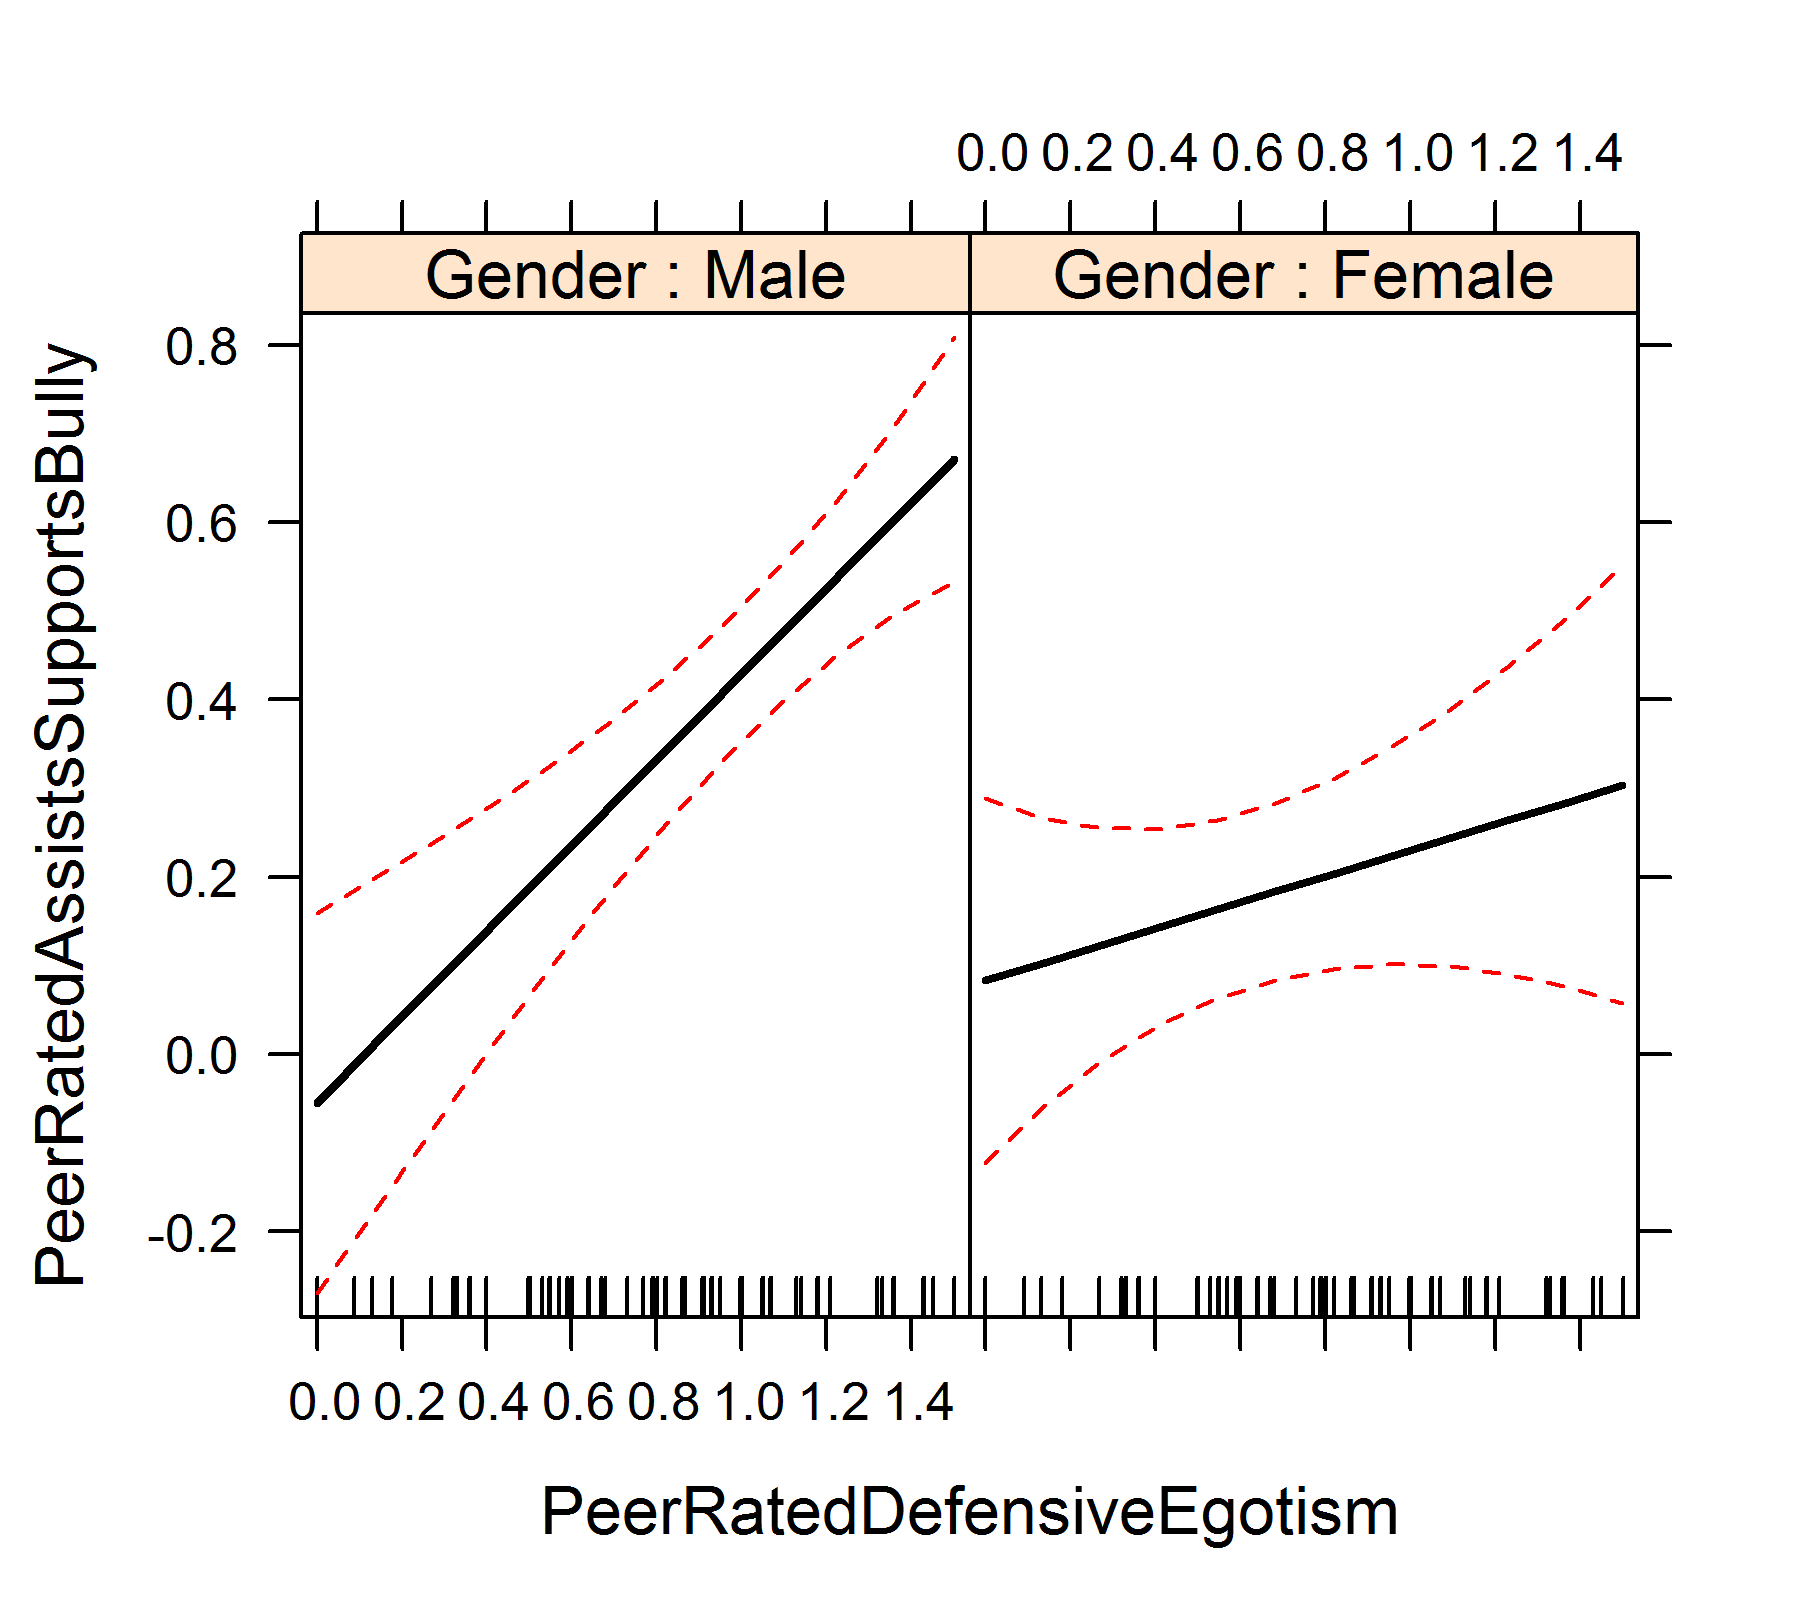 0.0 0.2 0.4 0.6 0.8 1.0 1.2 1.4
Gender : Male
Gender : Female
PeerRatedAssistsSupportsBully
0.8
0.6
0.4
0.2
0.0
-0.2
0.0 0.2 0.4 0.6 0.8 1.0 1.2 1.4
PeerRatedDefensiveEgotism